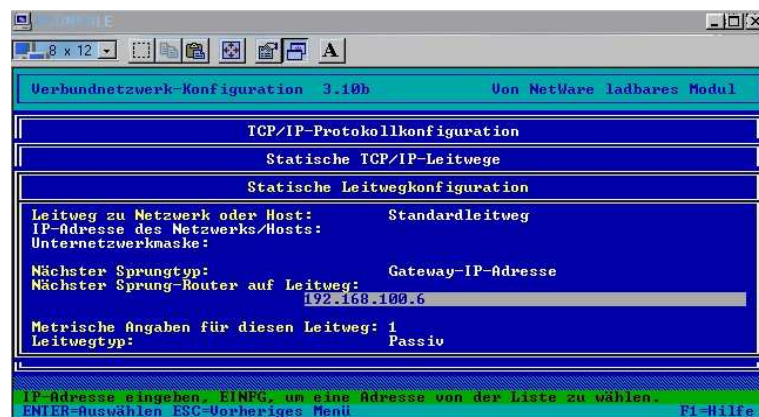 8 x 12
A
Verbundnetzwerk-Konfiguration 3.10b Von NetWare ladbares Modul
TCP/IP-Protokollkonfiguration
Statische TCP/IP-Leitwege
Statische Leitwegkonfiguration
Leitweg zu Netzwerk oder Host: Standardleitweg
IP-Adresse des Netzwerks/Hosts:
Unternetzwerkmaske:
Nächster Sprungtyp: Gateway-IP-Adresse
Nächster Sprung-Router auf Leitweg:
192.168.100.6
Metrische Angaben für diesen Leitweg: 1
Leitwegtyp: Passiv
IP-Adresse eingeben, EINFG, um eine Adresse von der Liste zu wählen.
ENTER=Auswählen ESC=Vorheriges Menü F1=Hilfe